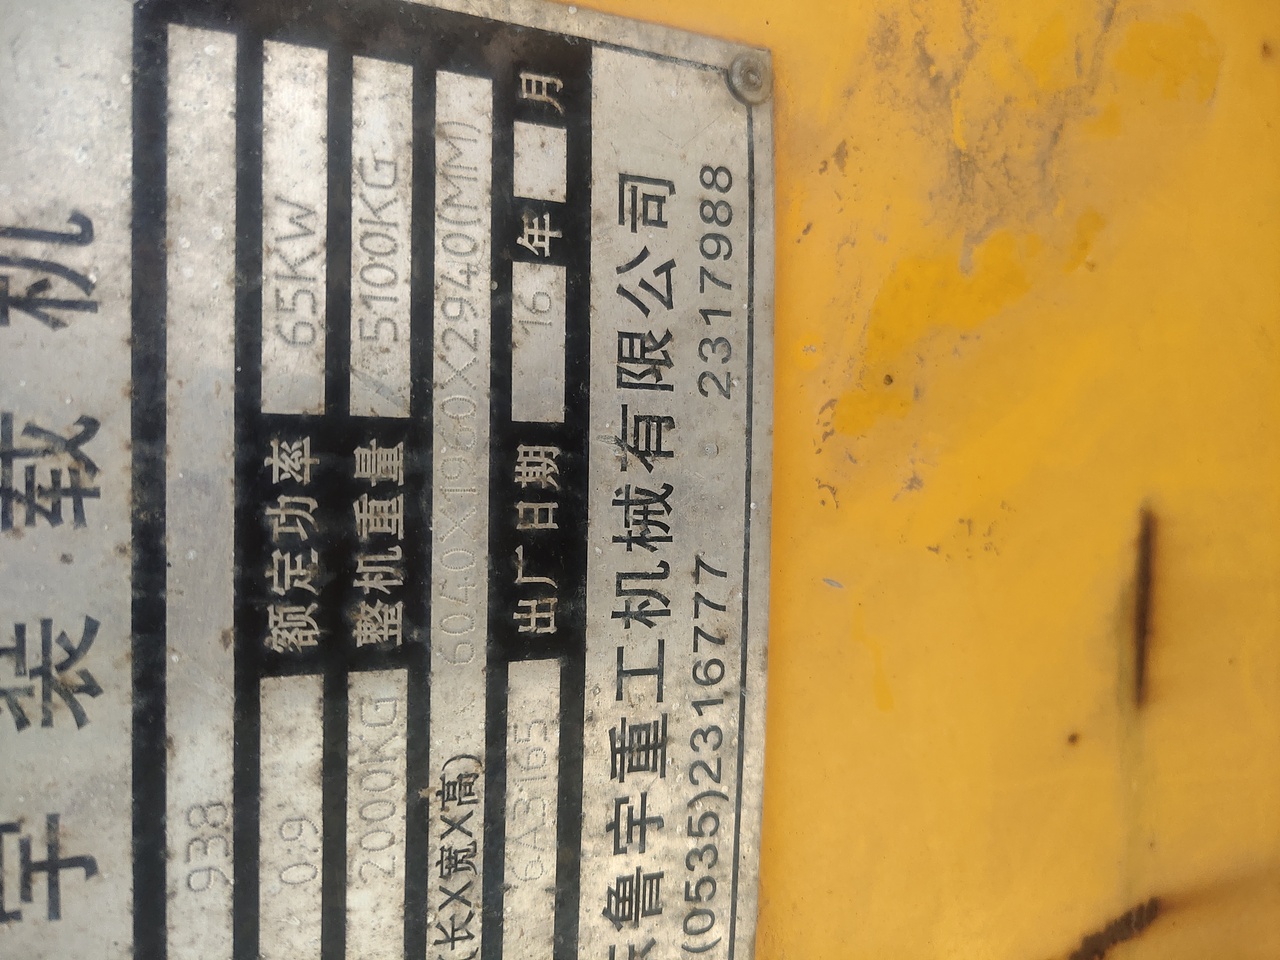 宇装载机
938
0.9 额定功率 65KW
2000KG 整机重量 5100KG
长X宽X高) 6040X1960X2940(MM)
6A3165 出厂日期 16 年 月
鲁宇重工机械有限公司
(0535)2316777 2317988